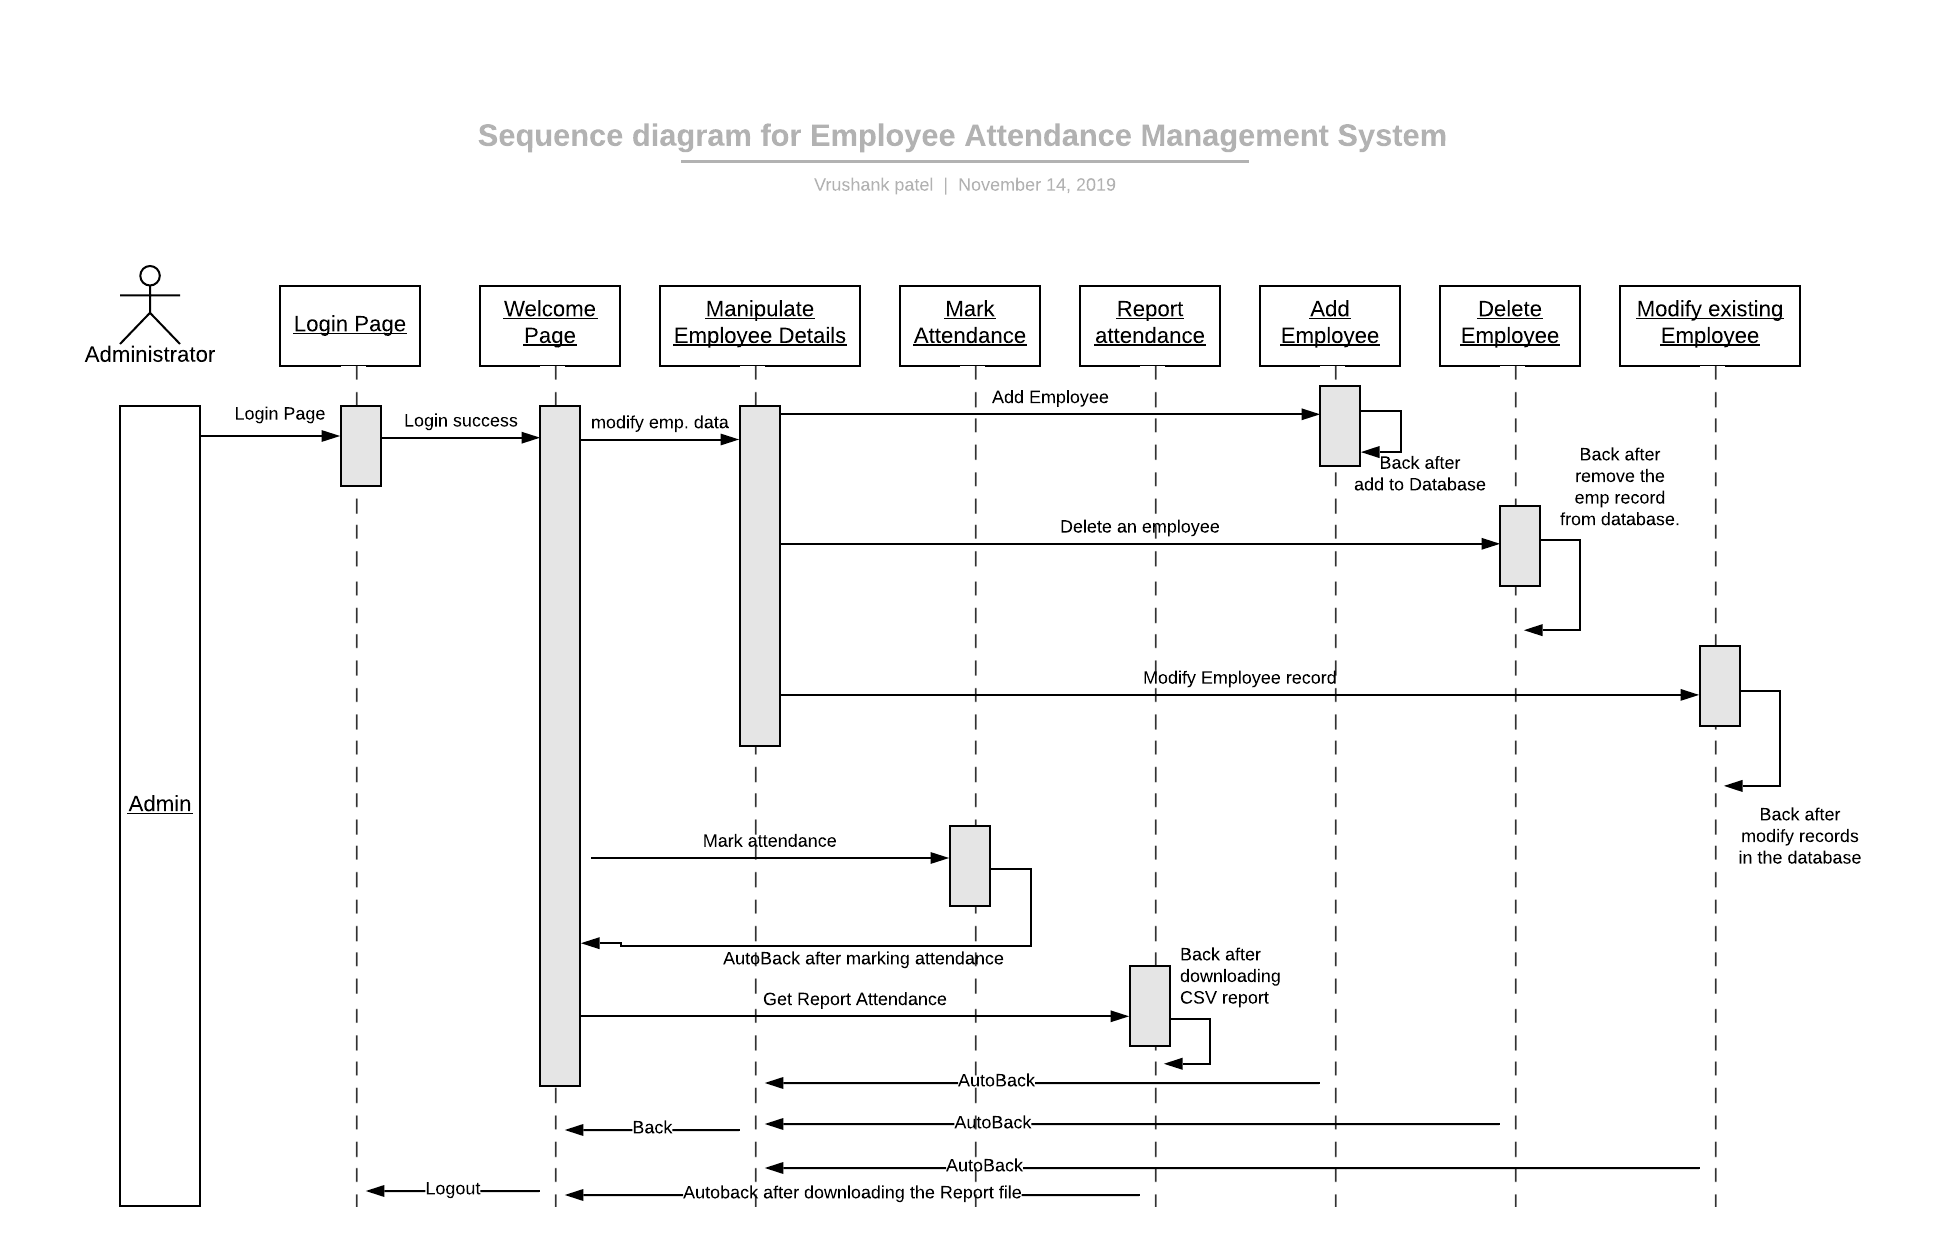 Sequence diagram for Employee Attendance Management System
Vrushank patel | November 14, 2019
Administrator
Login Page
Welcome
Page
Manipulate
Employee Details
Mark
Attendance
Report
attendance
Add
Employee
Delete
Employee
Modify existing
Employee
Login Page
Login success
modify emp. data
Add Employee
Back after
add to Database
Back after
remove the
emp record
from database.
Delete an employee
Modify Employee record
Admin
Back after
modify records
in the database
Mark attendance
AutoBack after marking attendance
Back after
downloading
CSV report
Get Report Attendance
AutoBack
AutoBack
Back
AutoBack
Logout
Autoback after downloading the Report file